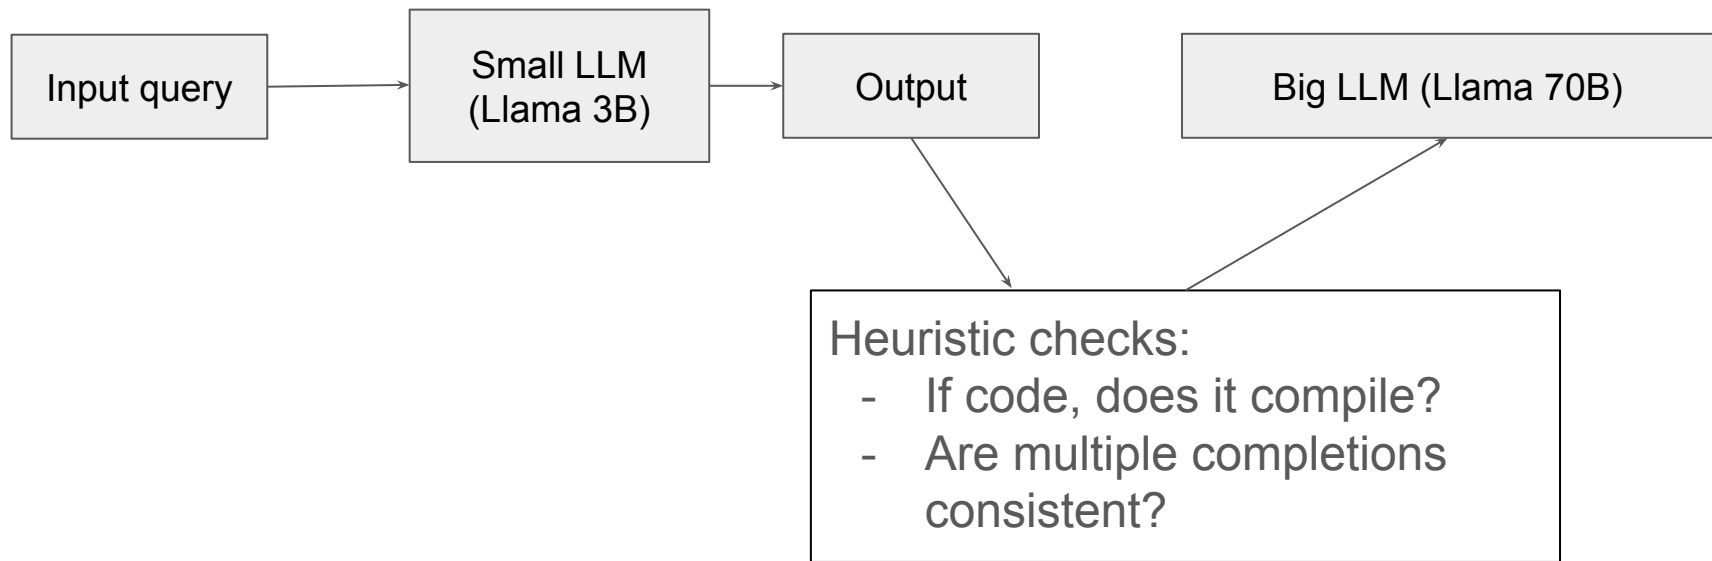 Input query
Small LLM
(Llama 3B)
Output
Big LLM (Llama 70B)
Heuristic checks:
- If code, does it compile?
- Are multiple completions
consistent?